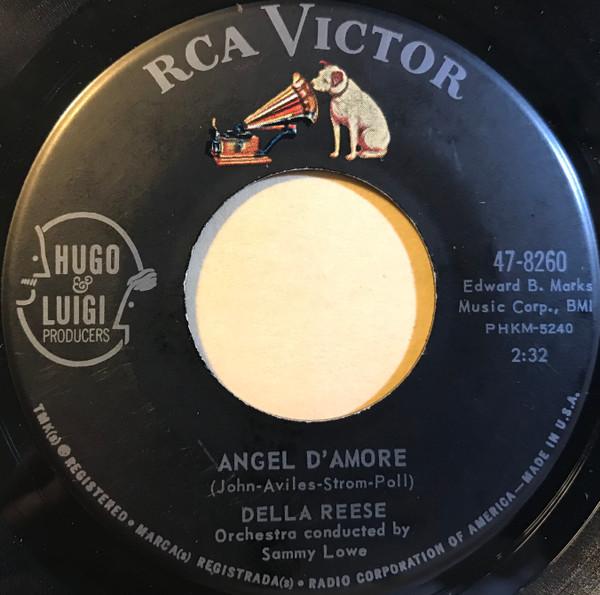 RCA VICTOR
HUGO
&
LUIGI
PRODUCERS
47-8260
Edward B. Marks
Music Corp., BMI
PHKM-5240
2:32
ANGEL D'AMORE
(John-Aviles-Strom-Poll)
DELLA REESE
Orchestra conducted by
Sammy Lowe
TMK(s) ® REGISTERED • MARCA(s) REGISTRADA(s) • RADIO CORPORATION OF AMERICA—MADE IN U.S.A.